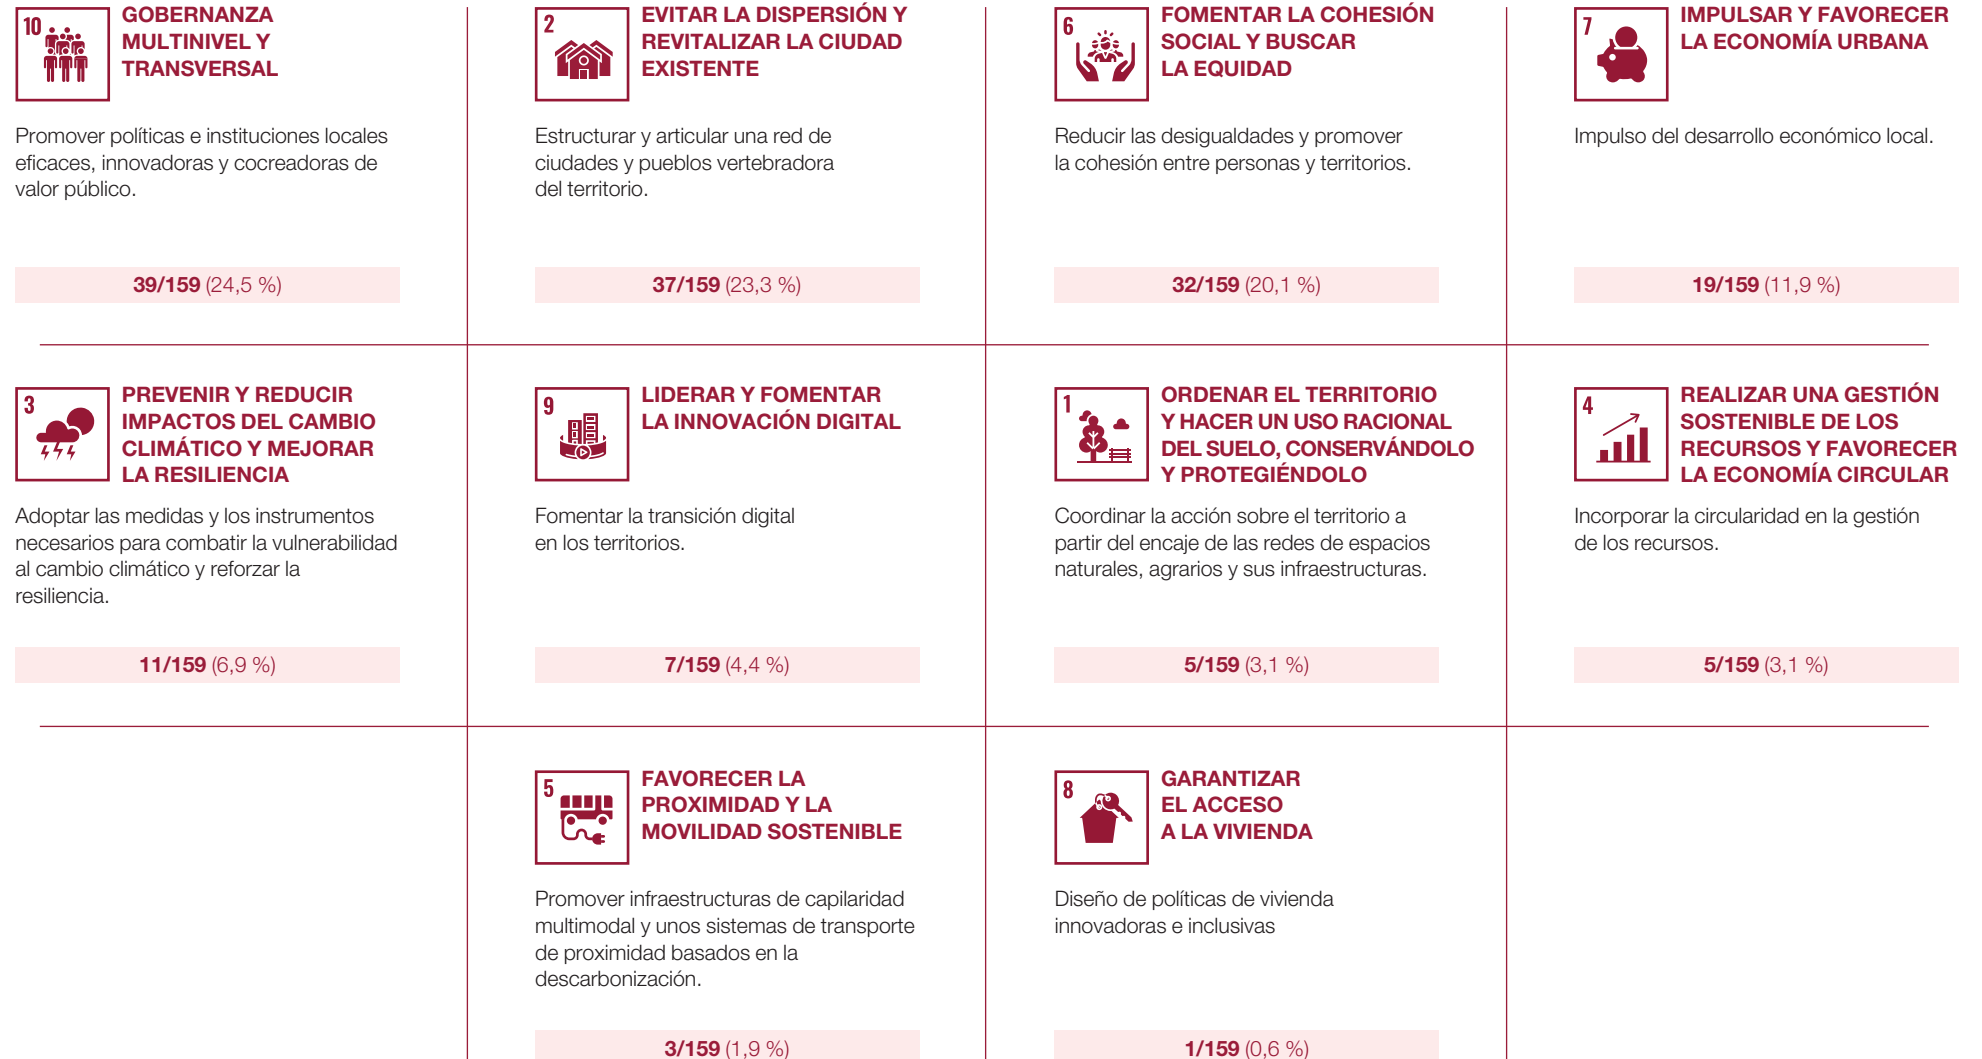 10
GOBERNANZA
MULTINIVEL Y
TRANSVERSAL
Promover políticas e instituciones locales
eficaces, innovadoras y cocreadoras de
valor público.
39/159 (24,5 %)
2
EVITAR LA DISPERSIÓN Y
REVITALIZAR LA CIUDAD
EXISTENTE
Estructurar y articular una red de
ciudades y pueblos vertebradora
del territorio.
37/159 (23,3 %)
6
FOMENTAR LA COHESIÓN
SOCIAL Y BUSCAR
LA EQUIDAD
Reducir las desigualdades y promover
la cohesión entre personas y territorios.
32/159 (20,1 %)
7
IMPULSAR Y FAVORECER
LA ECONOMÍA URBANA
Impulso del desarrollo económico local.
19/159 (11,9 %)
3
PREVENIR Y REDUCIR
IMPACTOS DEL CAMBIO
CLIMÁTICO Y MEJORAR
LA RESILIENCIA
Adoptar las medidas y los instrumentos
necesarios para combatir la vulnerabilidad
al cambio climático y reforzar la
resiliencia.
11/159 (6,9 %)
9
LIDERAR Y FOMENTAR
LA INNOVACIÓN DIGITAL
Fomentar la transición digital
en los territorios.
7/159 (4,4 %)
1
ORDENAR EL TERRITORIO
Y HACER UN USO RACIONAL
DEL SUELO, CONSERVÁNDOLO
Y PROTEGIÉNDOLO
Coordinar la acción sobre el territorio a
partir del encaje de las redes de espacios
naturales, agrarios y sus infraestructuras.
5/159 (3,1 %)
4
REALIZAR UNA GESTIÓN
SOSTENIBLE DE LOS
RECURSOS Y FAVORECER
LA ECONOMÍA CIRCULAR
Incorporar la circularidad en la gestión
de los recursos.
5/159 (3,1 %)
5
FAVORECER LA
PROXIMIDAD Y LA
MOVILIDAD SOSTENIBLE
Promover infraestructuras de capilaridad
multimodal y unos sistemas de transporte
de proximidad basados en la
descarbonización.
3/159 (1,9 %)
8
GARANTIZAR
EL ACCESO
A LA VIVIENDA
Diseño de políticas de vivienda
innovadoras e inclusivas
1/159 (0,6 %)